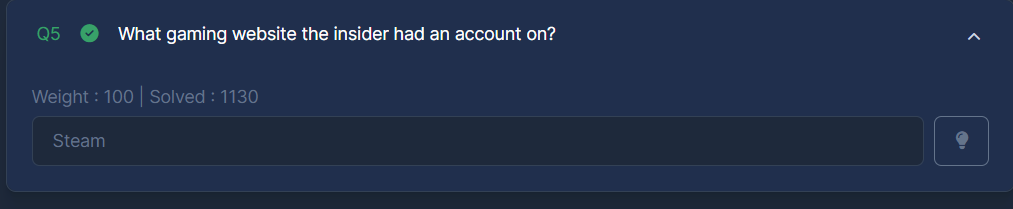 Q5 What gaming website the insider had an account on?
Weight : 100 | Solved : 1130
Steam